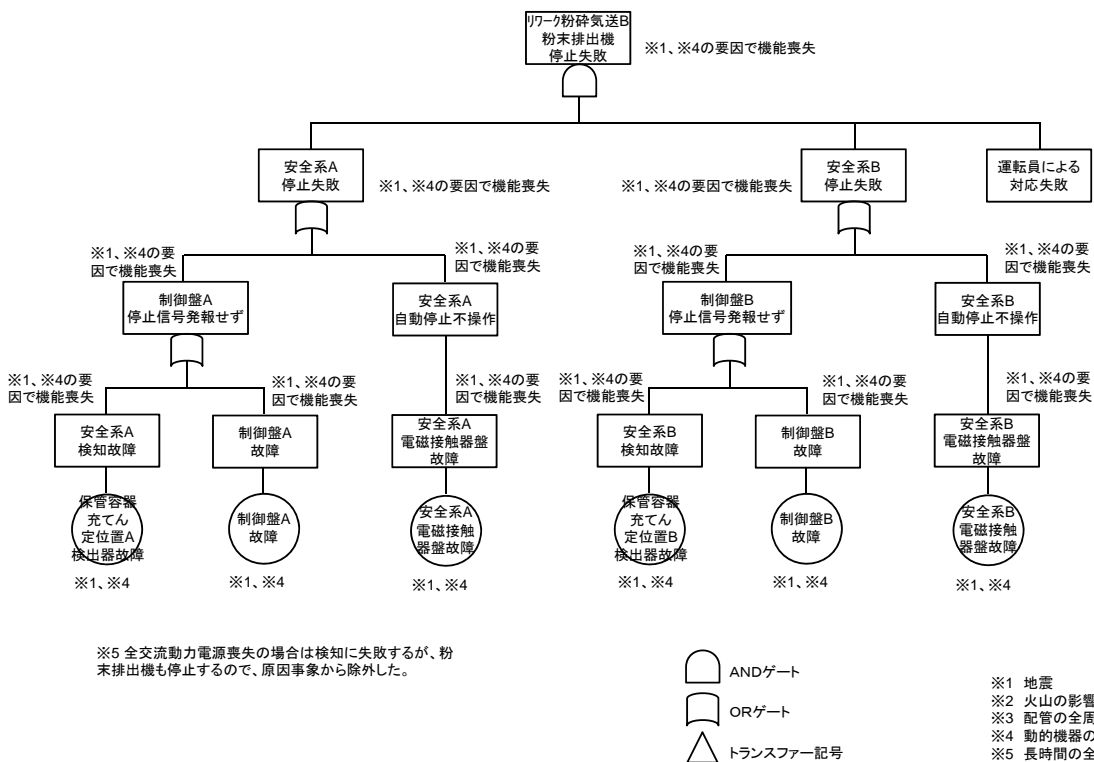 リワーク粉砕気送B
粉末排出機
停止失敗
※1、※4の要因で機能喪失
安全系A
停止失敗
※1、※4の要因で機能喪失
※1、※4の要因で機能喪失
安全系B
停止失敗
運転員による
対応失敗
※1、※4の要
因で機能喪失
※1、※4の要
因で機能喪失
※1、※4の要
因で機能喪失
※1、※4の要
因で機能喪失
制御盤A
停止信号発報せず
安全系A
自動停止不操作
制御盤B
停止信号発報せず
安全系B
自動停止不操作
※1、※4の要
因で機能喪失
※1、※4の要
因で機能喪失
※1、※4の要
因で機能喪失
※1、※4の要
因で機能喪失
※1、※4の要
因で機能喪失
※1、※4の要
因で機能喪失
安全系A
検知故障
制御盤A
故障
安全系A
電磁接触器盤
故障
安全系B
検知故障
制御盤B
故障
安全系B
電磁接触器盤
故障
保管容器
充てん
定位置A
検出器故障
制御盤A
故障
安全系A
電磁接触
器盤故障
保管容器
充てん
定位置B
検出器故障
制御盤B
故障
安全系B
電磁接触
器盤故障
※1、※4
※1、※4
※1、※4
※1、※4
※1、※4
※1、※4
※5 全交流動力電源喪失の場合は検知に失敗するが、粉
末排出機も停止するので、原因事象から除外した。
ANDゲート
ORゲート
トランスファー記号
※1 地震
※2 火山の影響
※3 配管の全周
※4 動的機器の
※5 長時間の全